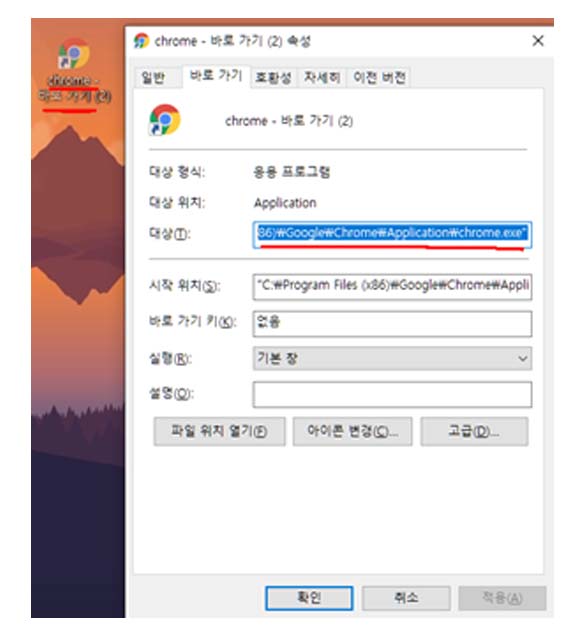 chrome -
바로 가기 (2)
chrome - 바로 가기 (2) 속성
일반 바로 가기 호환성 자세히 이전 버전
chrome - 바로 가기 (2)
대상 형식: 응용 프로그램
대상 위치: Application
대상(T): 86)₩Google₩Chrome₩Application₩chrome.exe"
시작 위치(S): "C:₩Program Files (x86)₩Google₩Chrome₩Appli
바로 가기 키(K): 없음
실행(R): 기본 창
설명(O):
파일 위치 열기(F) 아이콘 변경(C)... 고급(D)...
확인 취소 적용(A)